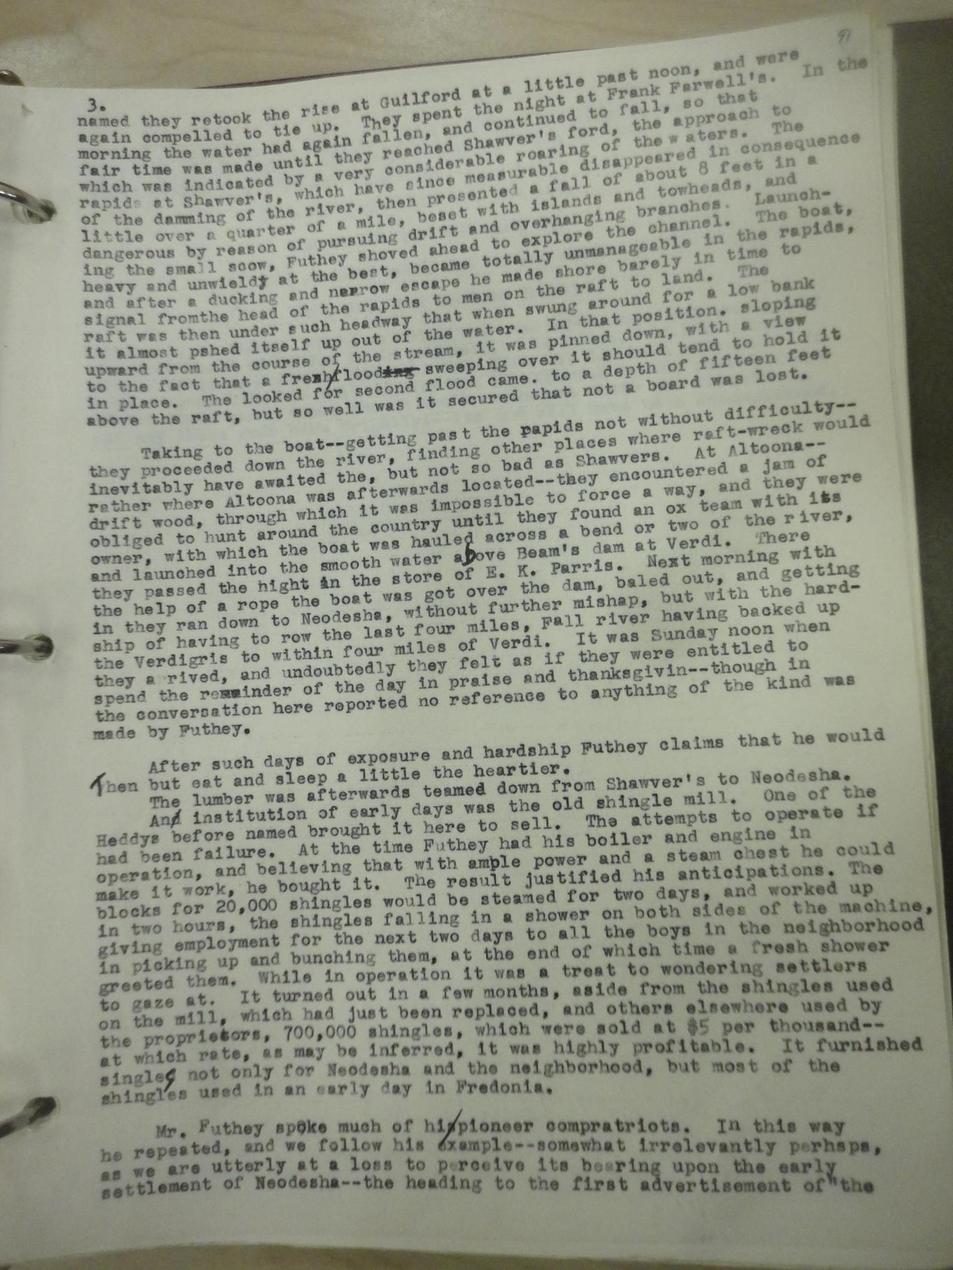 91
3.
named they retook the rise at Guilford at a little past noon, and were
again compelled to tie up. They spent the night at Frank Farwell's. In the
morning the water had again fallen, and continued to fall, so that
fair time was made until they reached Shawver's ford, the approach to
which was indicated by a very considerable roaring of the waters. The
rapids at Shawver's, which have since measurable disappeared in consequence
of the damming of the river, then presented a fall of about 8 feet in a
little over a quarter of a mile, beset with islands and towheads, and
dangerous by reason of pursuing drift and overhanging branches. Launch-
ing the small scow, Futhey shoved ahead to explore the channel. The boat,
heavy and unwieldy at the best, became totally unmanageable in the rapids,
and after a ducking and narrow escape he made shore barely in time to
signal fromthe head of the rapids to men on the raft to land. The
raft was then under such headway that when swung around for a low bank
it almost pshed itself up out of the water. In that position. sloping
upward from the course of the stream, it was pinned down, with a view
to the fact that a fresh/flooding sweeping over it should tend to hold it
in place. The looked for second flood came. to a depth of fifteen feet
above the raft, but so well was it secured that not a board was lost.
Taking to the boat--getting past the rapids not without difficulty--
they proceeded down the river, finding other places where raft-wreck would
inevitably have awaited the, but not so bad as Shawvers. At Altoona--
rather where Altoona was afterwards located--they encountered a jam of
drift wood, through which it was impossible to force a way, and they were
obliged to hunt around the country until they found an ox team with its
owner, with which the boat was hauled across a bend or two of the river,
and launched into the smooth water above Beam's dam at Verdi. There
they passed the hight in the store of E. K. Parris. Next morning with
the help of a rope the boat was got over the dam, baled out, and getting
in they ran down to Neodesha, without further mishap, but with the hard-
ship of having to row the last four miles, Fall river having backed up
the Verdigris to within four miles of Verdi. It was Sunday noon when
they a rived, and undoubtedly they felt as if they were entitled to
spend the remainder of the day in praise and thanksgivin--though in
the conversation here reported no reference to anything of the kind was
made by Futhey.
After such days of exposure and hardship Futhey claims that he would
Then but eat and sleep a little the heartier.
The lumber was afterwards teamed down from Shawver's to Neodesha.
And institution of early days was the old shingle mill. One of the
Heddys before named brought it here to sell. The attempts to operate if
had been failure. At the time Futhey had his boiler and engine in
operation, and believing that with ample power and a steam chest he could
make it work, he bought it. The result justified his anticipations. The
blocks for 20,000 shingles would be steamed for two days, and worked up
in two hours, the shingles falling in a shower on both sides of the machine,
giving employment for the next two days to all the boys in the neighborhood
in picking up and bunching them, at the end of which time a fresh shower
greeted them. While in operation it was a treat to wondering settlers
to gaze at. It turned out in a few months, aside from the shingles used
on the mill, which had just been replaced, and others elsewhere used by
the proprietors, 700,000 shingles, which were sold at $5 per thousand--
at which rate, as may be inferred, it was highly profitable. It furnished
singles not only for Neodesha and the neighborhood, but most of the
shingles used in an early day in Fredonia.
Mr. Futhey spoke much of his/pioneer compratriots. In this way
he repeated, and we follow his example--somewhat irrelevantly perhsps,
as we are utterly at a loss to perceive its bearing upon the early
settlement of Neodesha--the heading to the first advertisement of "the